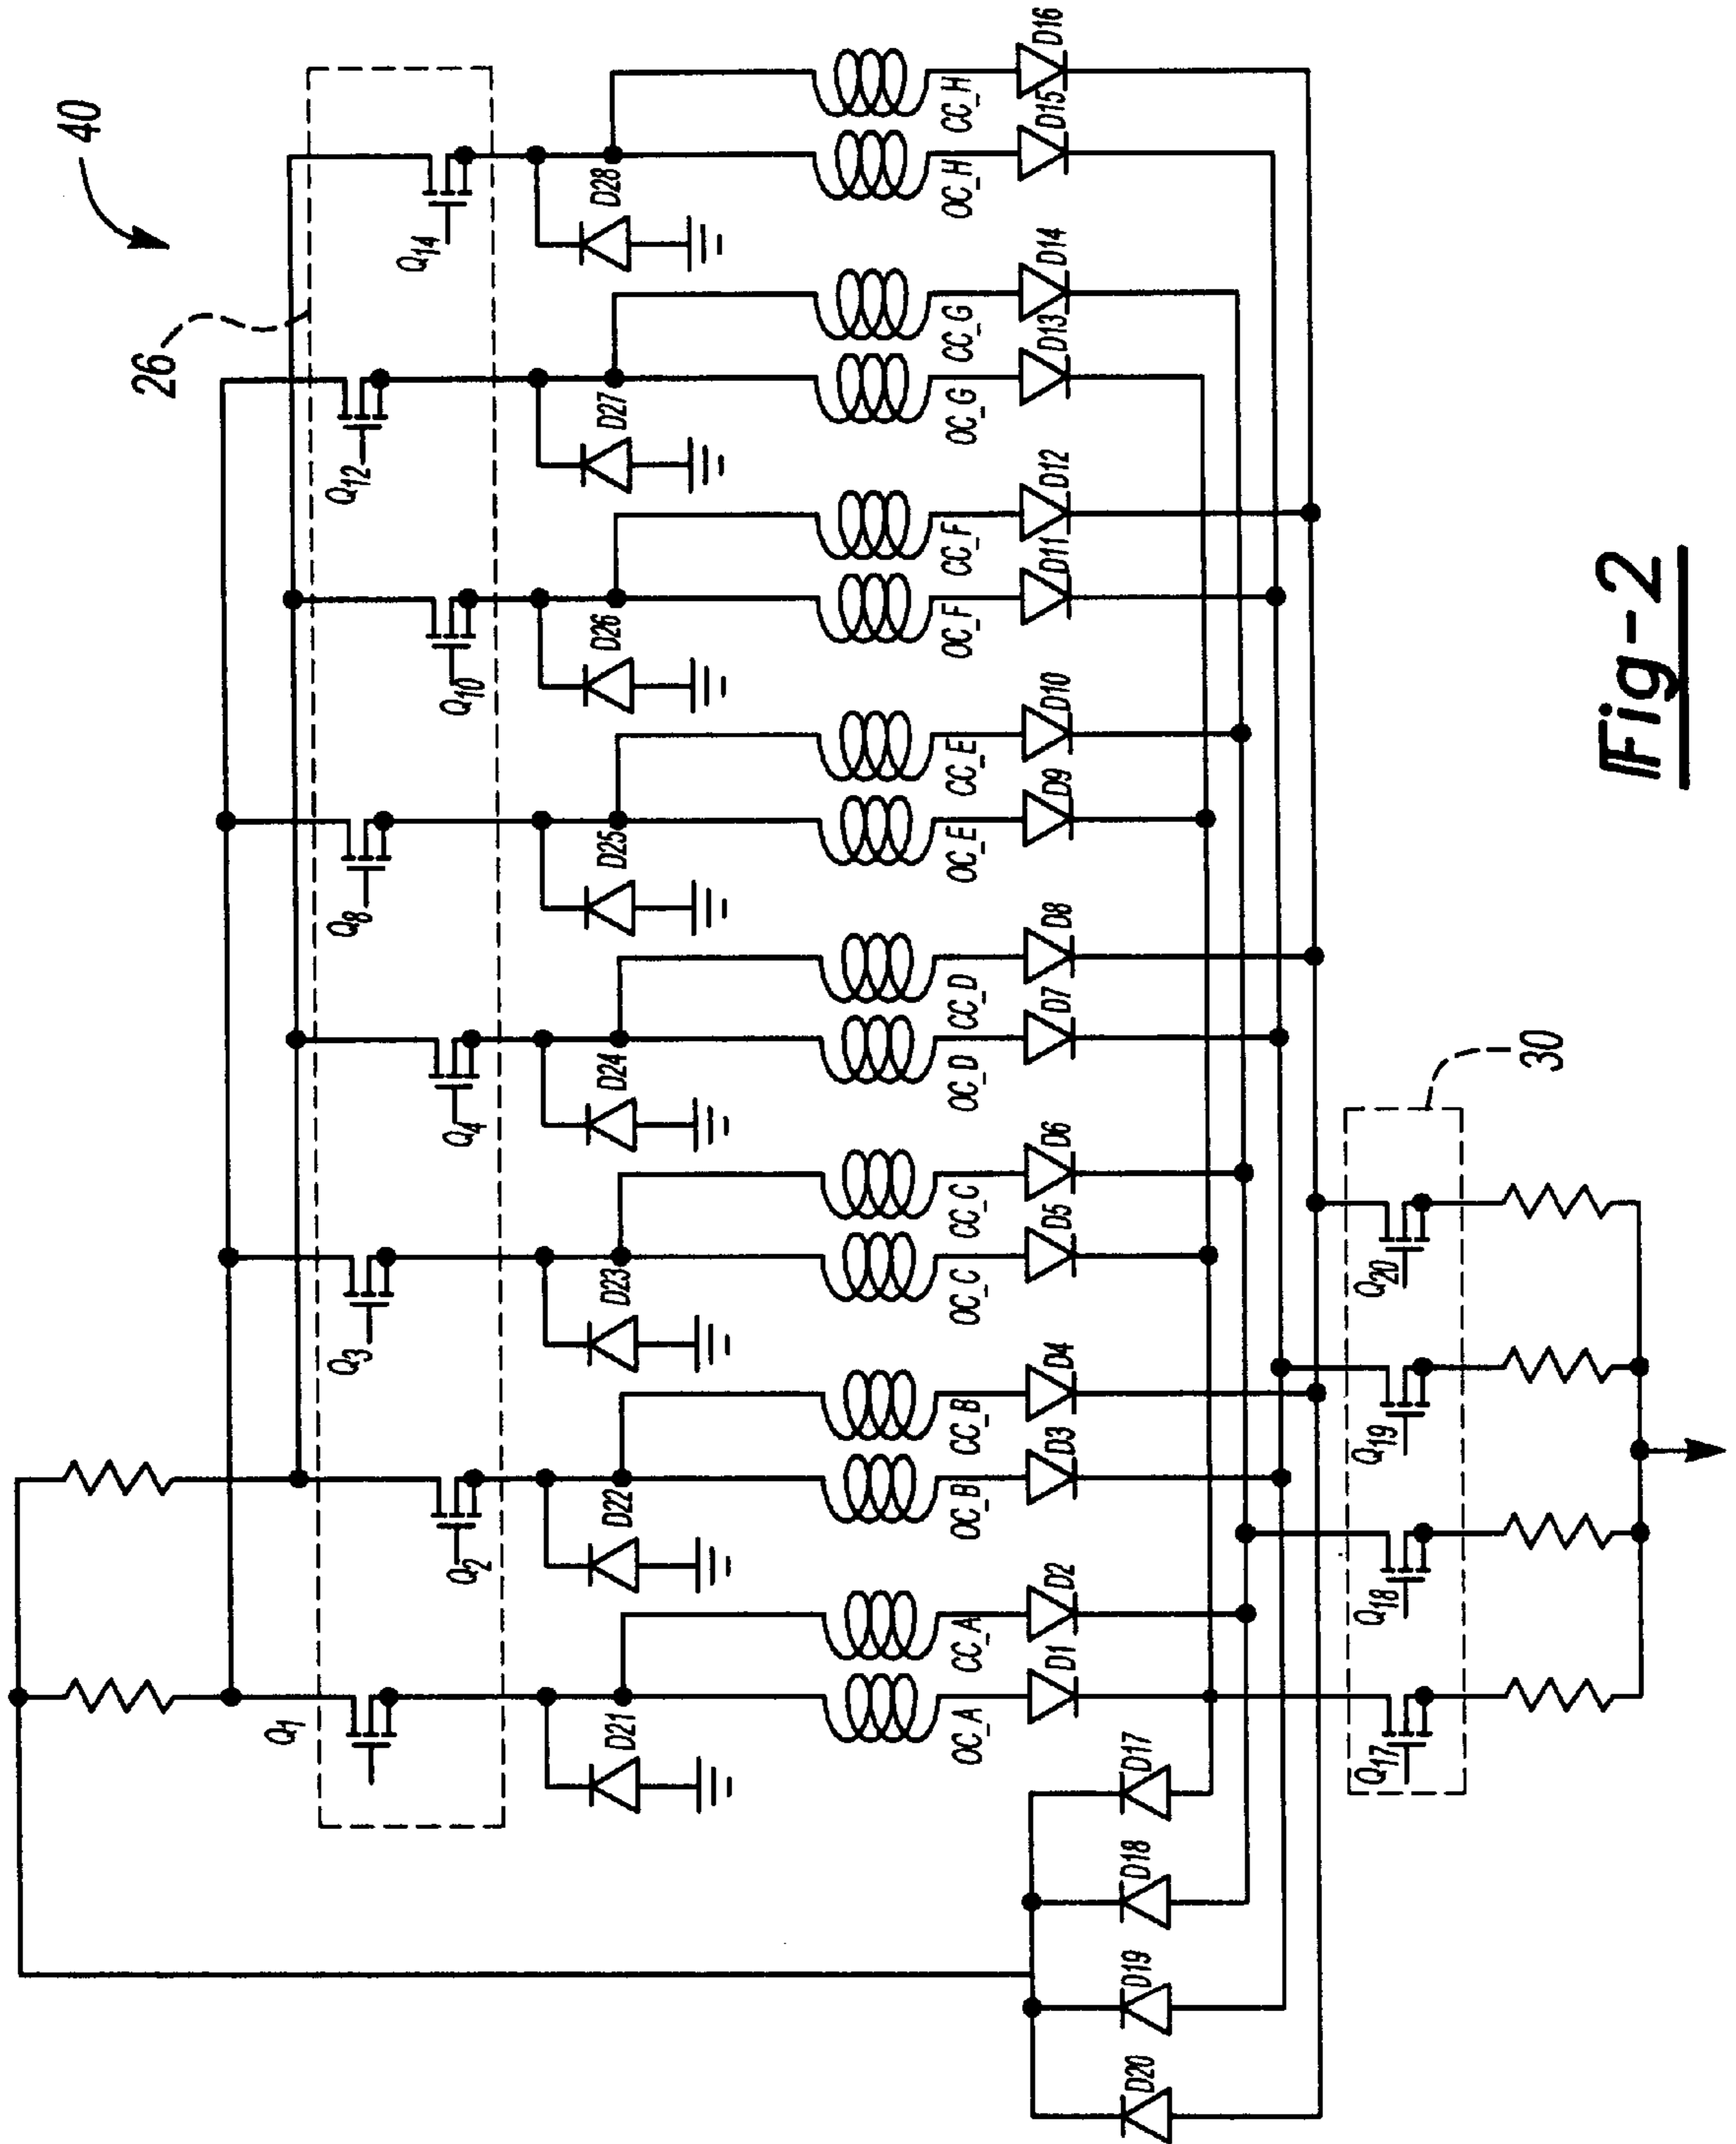 40
26
Q1
Q2
Q3
Q4
Q8
Q10
Q12
Q14
D21
D22
D23
D24
D25
D26
D27
D28
OC_A
CC_A
OC_B
CC_B
OC_C
CC_C
OC_D
CC_D
OC_E
CC_E
OC_F
CC_F
OC_G
CC_G
OC_H
CC_H
D1
D2
D3
D4
D5
D6
D7
D8
D9
D10
D11
D12
D13
D14
D15
D16
D20
D19
D18
D17
Q17
Q18
Q19
Q20
30
Fig-2